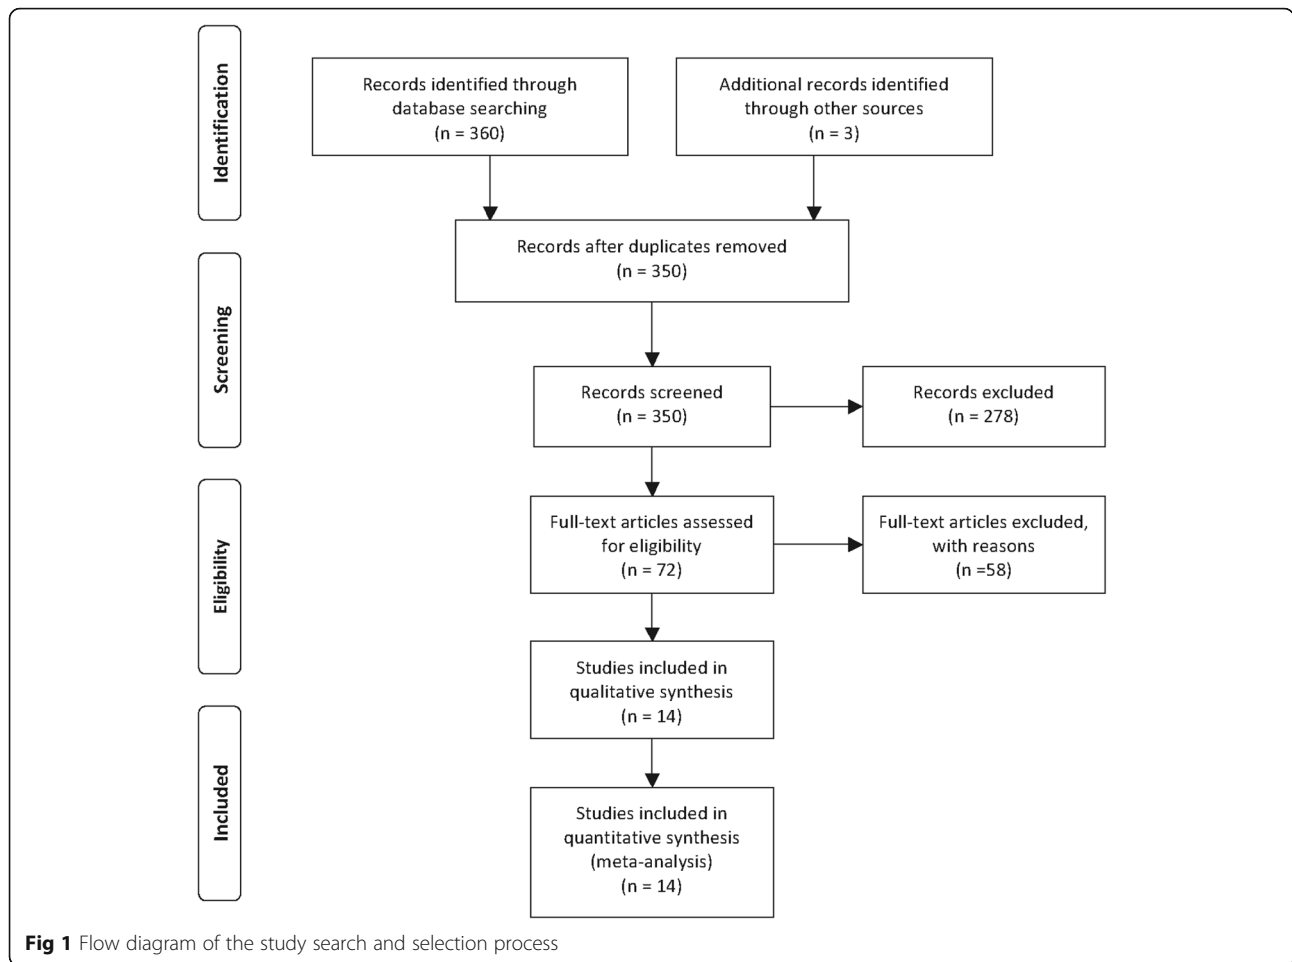 Identification
Records identified through
database searching
(n = 360)
Additional records identified
through other sources
(n = 3)
Records after duplicates removed
(n = 350)
Screening
Records screened
(n = 350)
Records excluded
(n = 278)
Eligibility
Full-text articles assessed
for eligibility
(n = 72)
Full-text articles excluded,
with reasons
(n =58)
Studies included in
qualitative synthesis
(n = 14)
Included
Studies included in
quantitative synthesis
(meta-analysis)
(n = 14)
Fig 1 Flow diagram of the study search and selection process